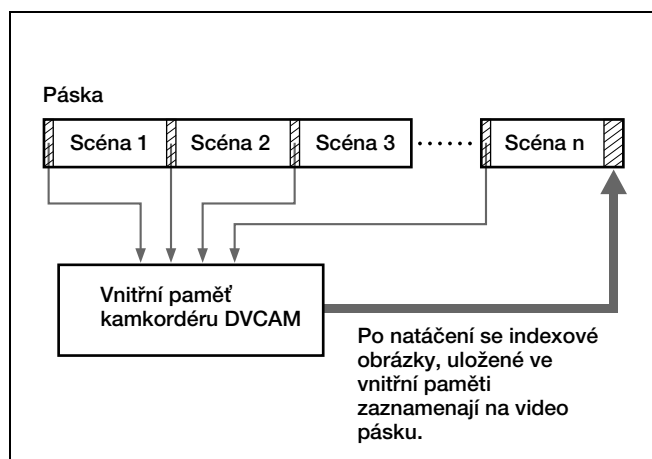 Páska
Scéna 1 Scéna 2 Scéna 3 Scéna n
Vnitřní paměť
kamkordéru DVCAM
Po natáčení se indexové
obrázky, uložené ve
vnitřní paměti
zaznamenají na video
pásku.